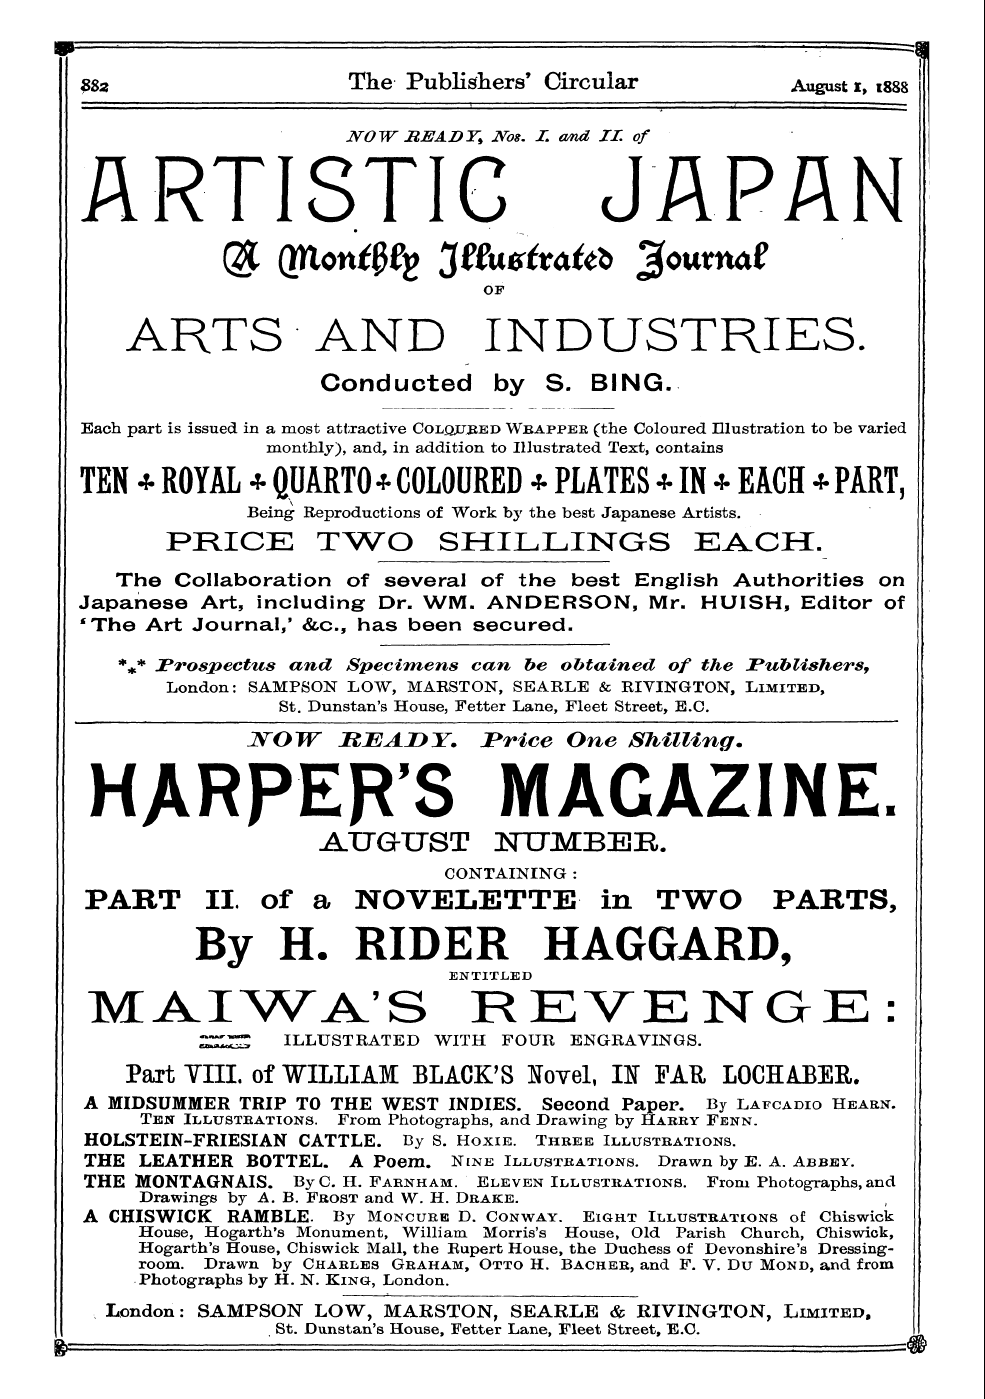 882 The Publishers' Circular August 1, 1888
NOW READY, Nos. I. and II. of
ARTISTIC JAPAN
A Monthly Illustrated Journal
OF
ARTS AND INDUSTRIES.
Conducted by S. BING.
Each part is issued in a most attractive COLOURED WRAPPER (the Coloured Illustration to be varied
monthly), and, in addition to Illustrated Text, contains
TEN ROYAL QUARTO COLOURED PLATES IN EACH PART,
Being Reproductions of Work by the best Japanese Artists.
PRICE TWO SHILLINGS EACH.
The Collaboration of several of the best English Authorities on
Japanese Art, including Dr. WM. ANDERSON, Mr. HUISH, Editor of
'The Art Journal,' &c., has been secured.
*** Prospectus and Specimens can be obtained of the Publishers,
London: SAMPSON LOW, MARSTON, SEARLE & RIVINGTON, LIMITED,
St. Dunstan's House, Fetter Lane, Fleet Street, E.C.
NOW READY. Price One Shilling.
HARPER'S MAGAZINE.
AUGUST NUMBER.
CONTAINING:
PART II. of a NOVELETTE in TWO PARTS,
By H. RIDER HAGGARD,
ENTITLED
MAIWA'S REVENGE:
ILLUSTRATED WITH FOUR ENGRAVINGS.
Part VIII. of WILLIAM BLACK'S Novel, IN FAR LOCHABER.
A MIDSUMMER TRIP TO THE WEST INDIES. Second Paper. By LAFCADIO HEARN.
TEN ILLUSTRATIONS. From Photographs, and Drawing by HARRY FENN.
HOLSTEIN-FRIESIAN CATTLE. By S. HOXIE. THREE ILLUSTRATIONS.
THE LEATHER BOTTEL. A Poem. NINE ILLUSTRATIONS. Drawn by E. A. ABBEY.
THE MONTAGNAIS. By C. H. FARNHAM. ELEVEN ILLUSTRATIONS. From Photographs, and
Drawings by A. B. FROST and W. H. DRAKE.
A CHISWICK RAMBLE. By MONCURE D. CONWAY. EIGHT ILLUSTRATIONS of Chiswick
House, Hogarth's Monument, William Morris's House, Old Parish Church, Chiswick,
Hogarth's House, Chiswick Mall, the Rupert House, the Duchess of Devonshire's Dressing-
room. Drawn by CHARLES GRAHAM, OTTO H. BACHER, and F. V. DU MOND, and from
Photographs by H. N. KING, London.
London: SAMPSON LOW, MARSTON, SEARLE & RIVINGTON, LIMITED,
St. Dunstan's House, Fetter Lane, Fleet Street, E.C.